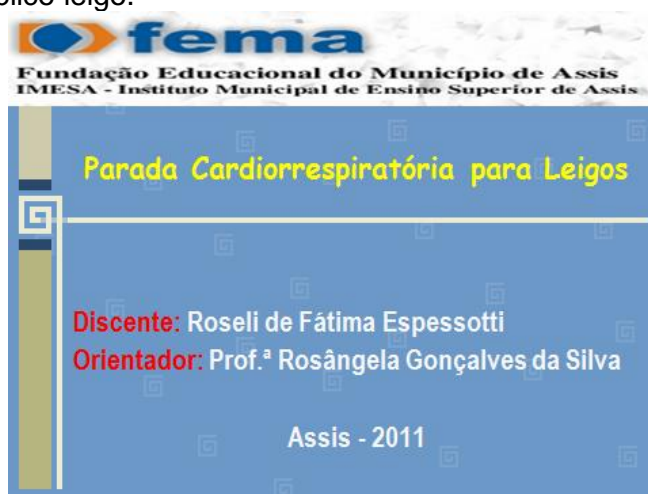 fema
Fundação Educacional do Município de Assis
IMESA - Instituto Municipal de Ensino Superior de Assis
Parada Cardiorrespiratória para Leigos
Discente: Roseli de Fátima Espessotti
Orientador: Prof.ª Rosângela Gonçalves da Silva
Assis - 2011